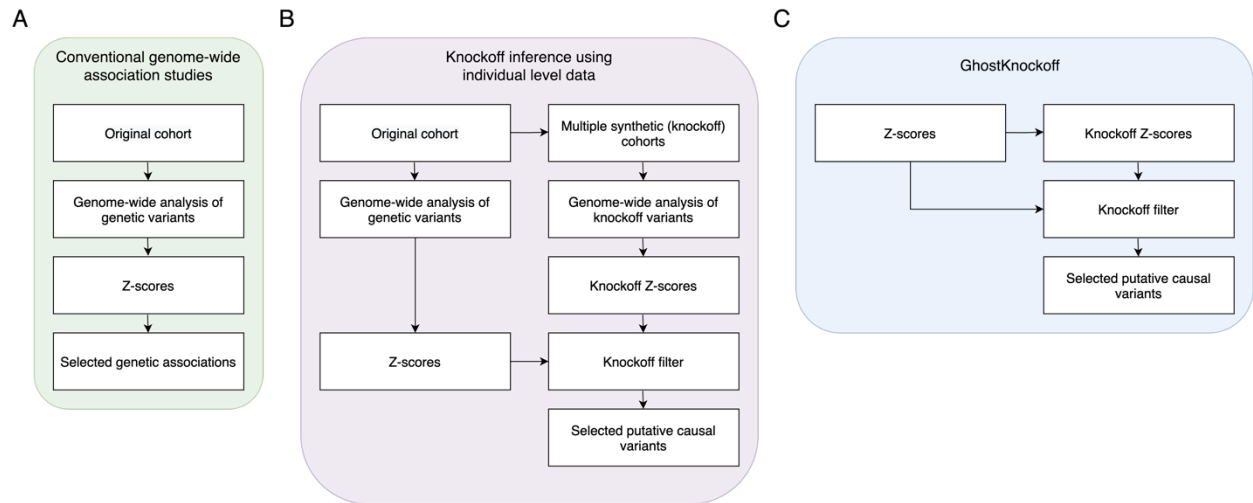 A
Conventional genome-wide
association studies
Original cohort
Genome-wide analysis of
genetic variants
Z-scores
Selected genetic associations
B
Knockoff inference using
individual level data
Original cohort
Multiple synthetic (knockoff)
cohorts
Genome-wide analysis of
genetic variants
Genome-wide analysis of
knockoff variants
Knockoff Z-scores
Z-scores
Knockoff filter
Selected putative causal
variants
C
GhostKnockoff
Z-scores
Knockoff Z-scores
Knockoff filter
Selected putative causal
variants